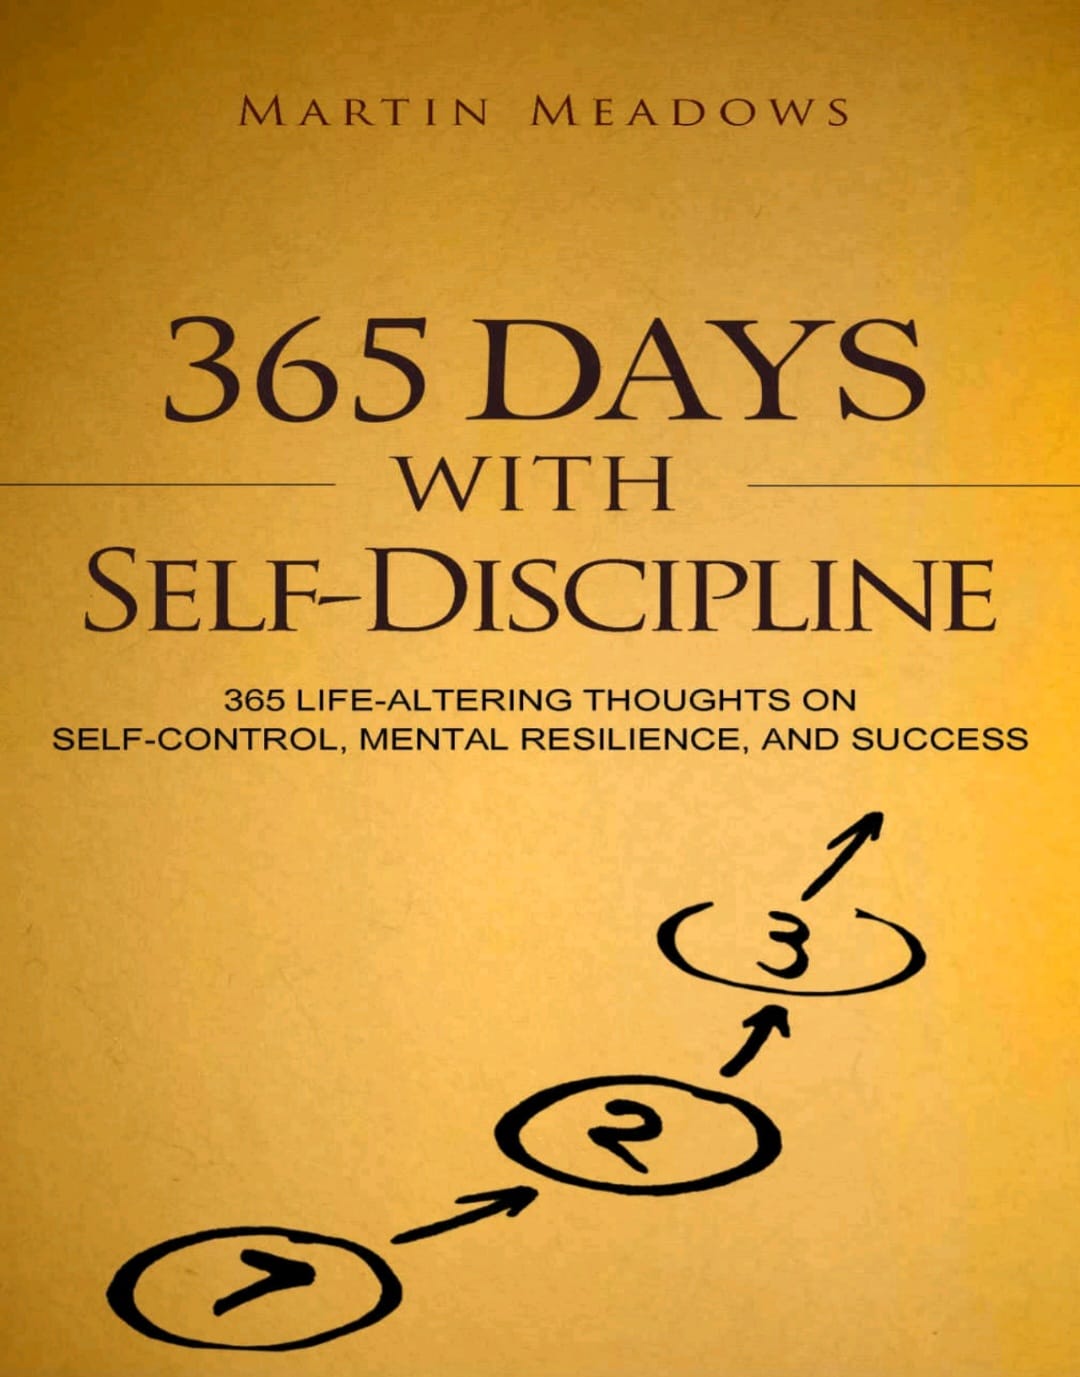 MARTIN MEADOWS
365 DAYS
WITH
SELF-DISCIPLINE
365 LIFE-ALTERING THOUGHTS ON
SELF-CONTROL, MENTAL RESILIENCE, AND SUCCESS
3
2
1